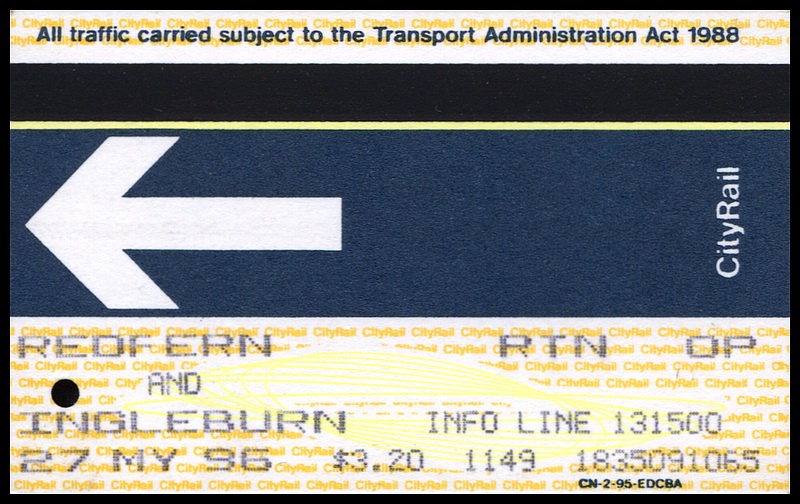 All traffic carried subject to the Transport Administration Act 1988
CityRail
REDFERN RTN OP
AND
INGLEBURN INFO LINE 131500
27 MY 96 $3.20 1149 1835091065
CN-2-95-EDCBA